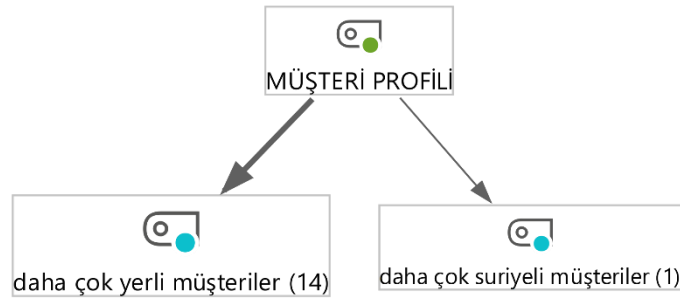 MÜŞTERİ PROFİLİ
daha çok yerli müşteriler (14)
daha çok suriyeli müşteriler (1)